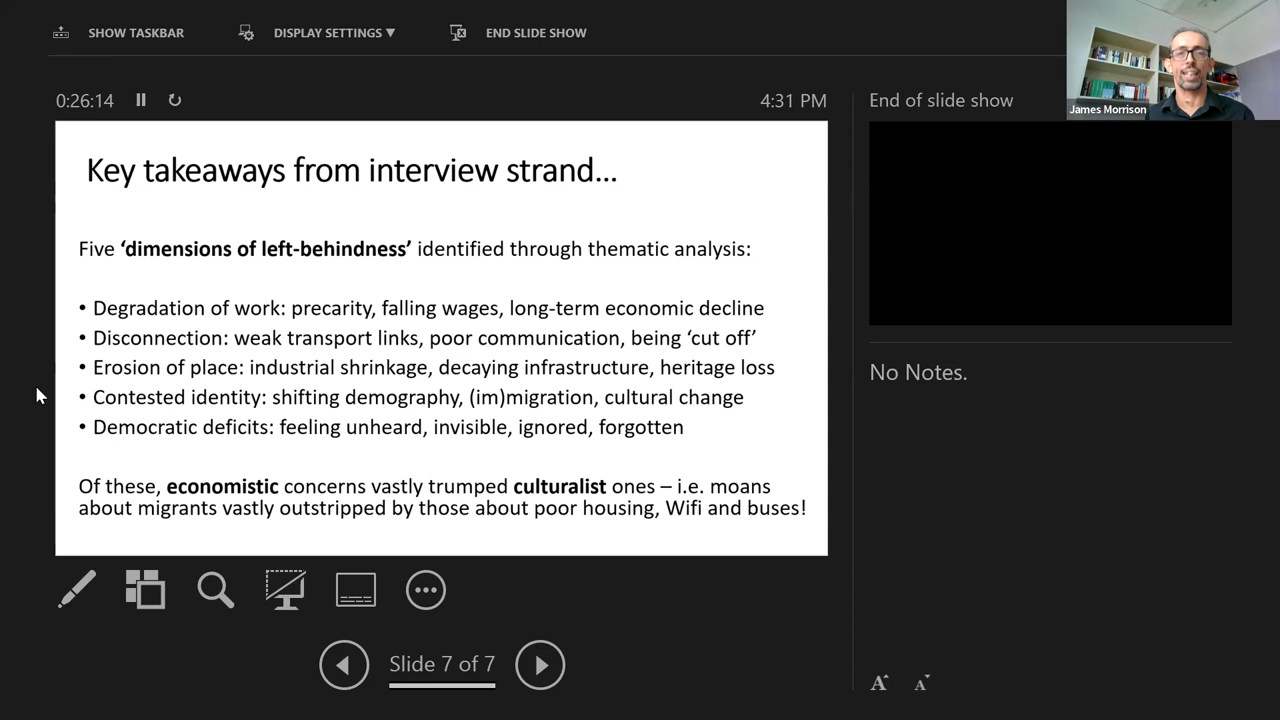 SHOW TASKBAR
DISPLAY SETTINGS ▼
END SLIDE SHOW
James Morrison
0:26:14
4:31 PM
End of slide show
Key takeaways from interview strand...
Five ‘dimensions of left-behindness’ identified through thematic analysis:
• Degradation of work: precarity, falling wages, long-term economic decline
• Disconnection: weak transport links, poor communication, being ‘cut off’
• Erosion of place: industrial shrinkage, decaying infrastructure, heritage loss
• Contested identity: shifting demography, (im)migration, cultural change
• Democratic deficits: feeling unheard, invisible, ignored, forgotten
Of these, economistic concerns vastly trumped culturalist ones – i.e. moans
about migrants vastly outstripped by those about poor housing, Wifi and buses!
No Notes.
Slide 7 of 7
A A